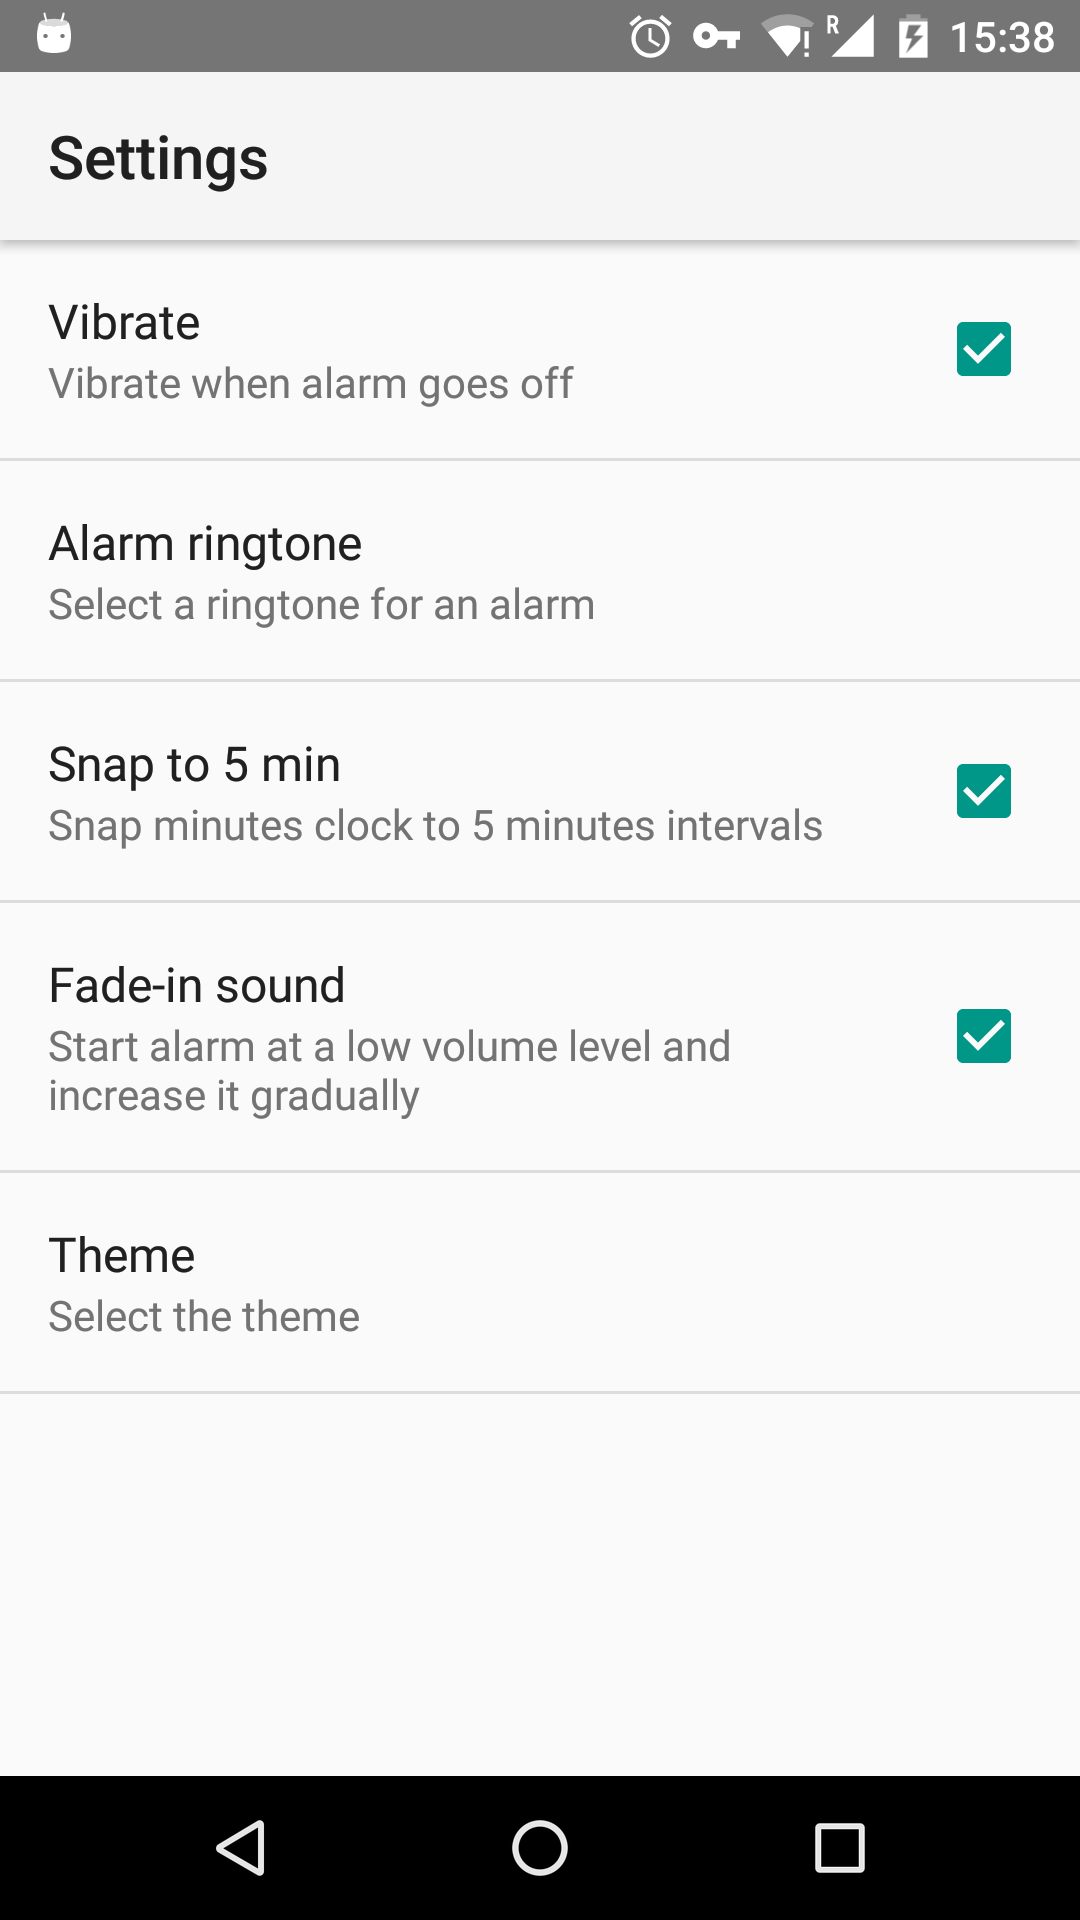 R 15:38
Settings
Vibrate
Vibrate when alarm goes off
Alarm ringtone
Select a ringtone for an alarm
Snap to 5 min
Snap minutes clock to 5 minutes intervals
Fade-in sound
Start alarm at a low volume level and
increase it gradually
Theme
Select the theme